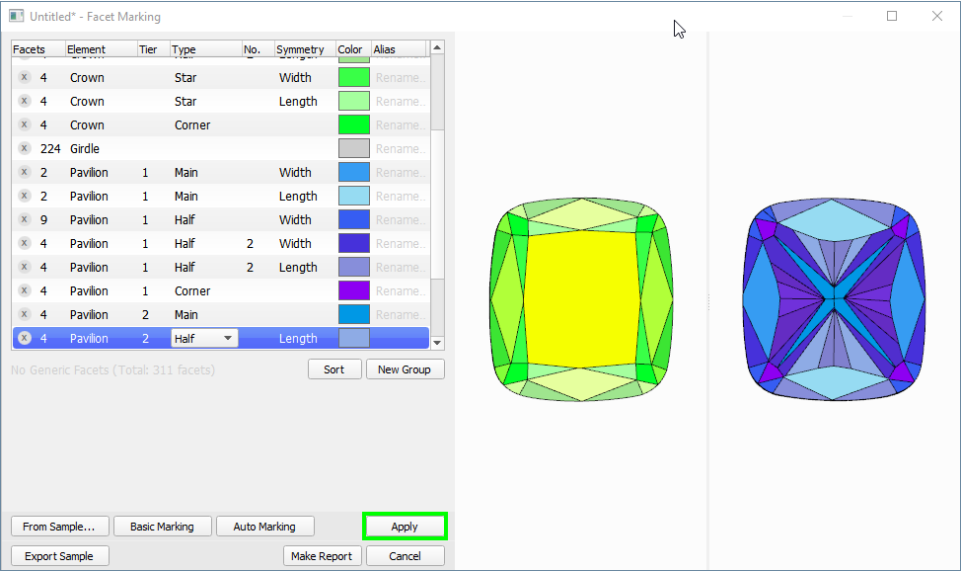 Untitled* - Facet Marking
Facets Element Tier Type No. Symmetry Color Alias
4 Crown Star Width Rename..
4 Crown Star Length Rename..
4 Crown Corner Rename..
224 Girdle Rename..
2 Pavilion 1 Main Width Rename..
2 Pavilion 1 Main Length Rename..
9 Pavilion 1 Half Width Rename..
4 Pavilion 1 Half 2 Width Rename..
4 Pavilion 1 Half 2 Length Rename..
4 Pavilion 1 Corner Rename..
4 Pavilion 2 Main Rename..
4 Pavilion 2 Half Length Rename..
No Generic Facets (Total: 311 facets) Sort New Group
From Sample... Basic Marking Auto Marking Apply
Export Sample Make Report Cancel